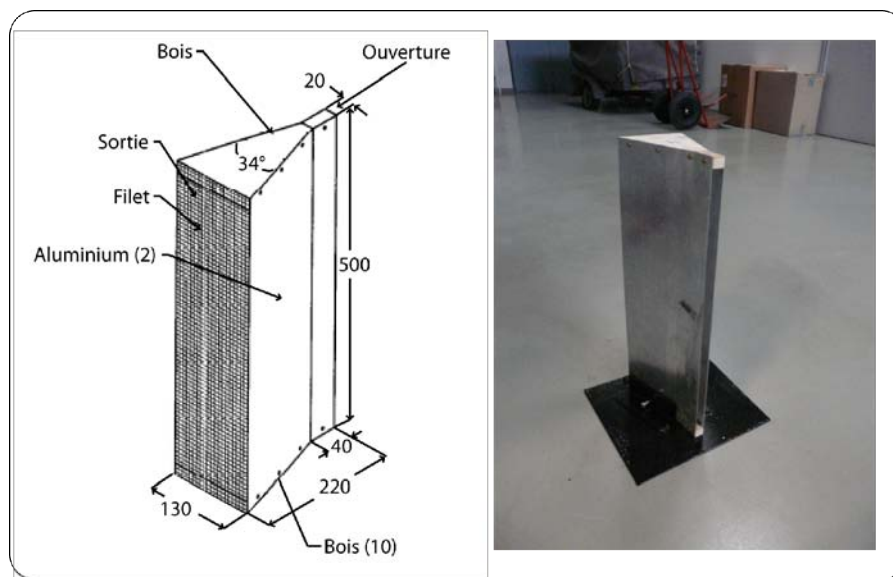 Bois
Ouverture
20
Sortie
34°
Filet
Aluminium (2)
500
40
220
130
Bois (10)